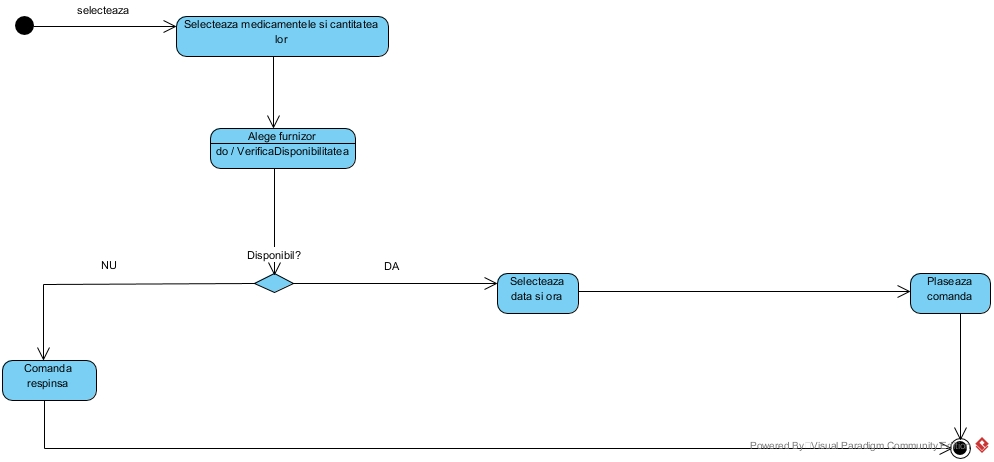 selecteaza
Selecteaza medicamentele si cantitatea
lor
Alege furnizor
do / VerificaDisponibilitatea
Disponibil?
NU
DA
Selecteaza
data si ora
Plaseaza
comanda
Comanda
respinsa
Powered By Visual Paradigm Community Edition